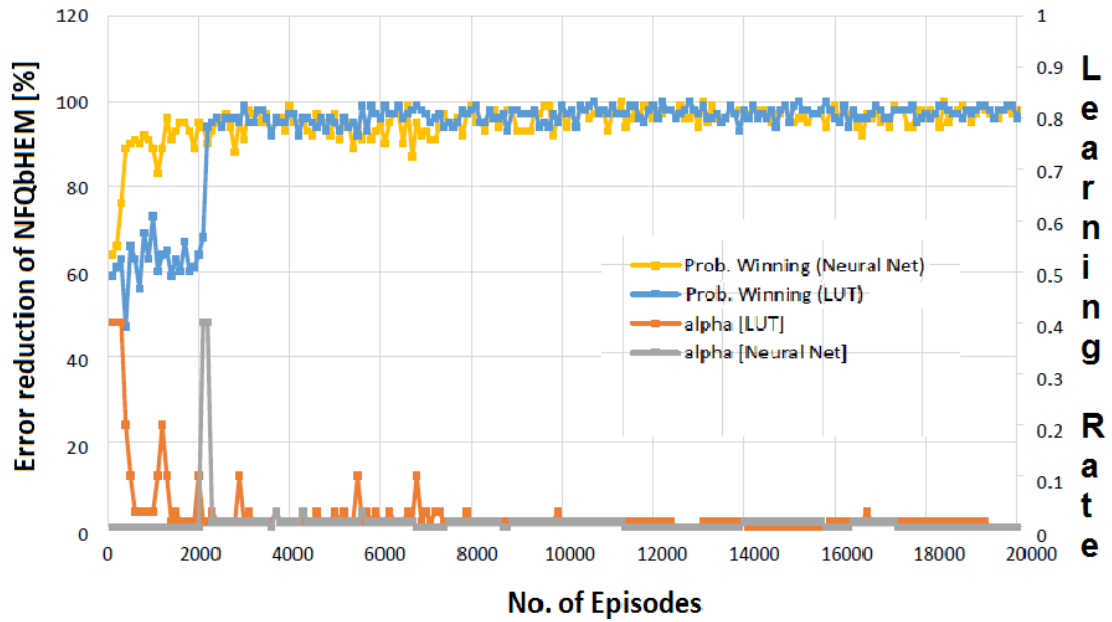 120
100
80
60
40
20
0
Error reduction of NFQbHEM [%]
1
0.9
0.8
0.7
0.6
0.5
0.4
0.3
0.2
0.1
0
Learning Rate
Prob. Winning (Neural Net)
Prob. Winning (LUT)
alpha [LUT]
alpha [Neural Net]
0 2000 4000 6000 8000 10000 12000 14000 16000 18000 20000
No. of Episodes